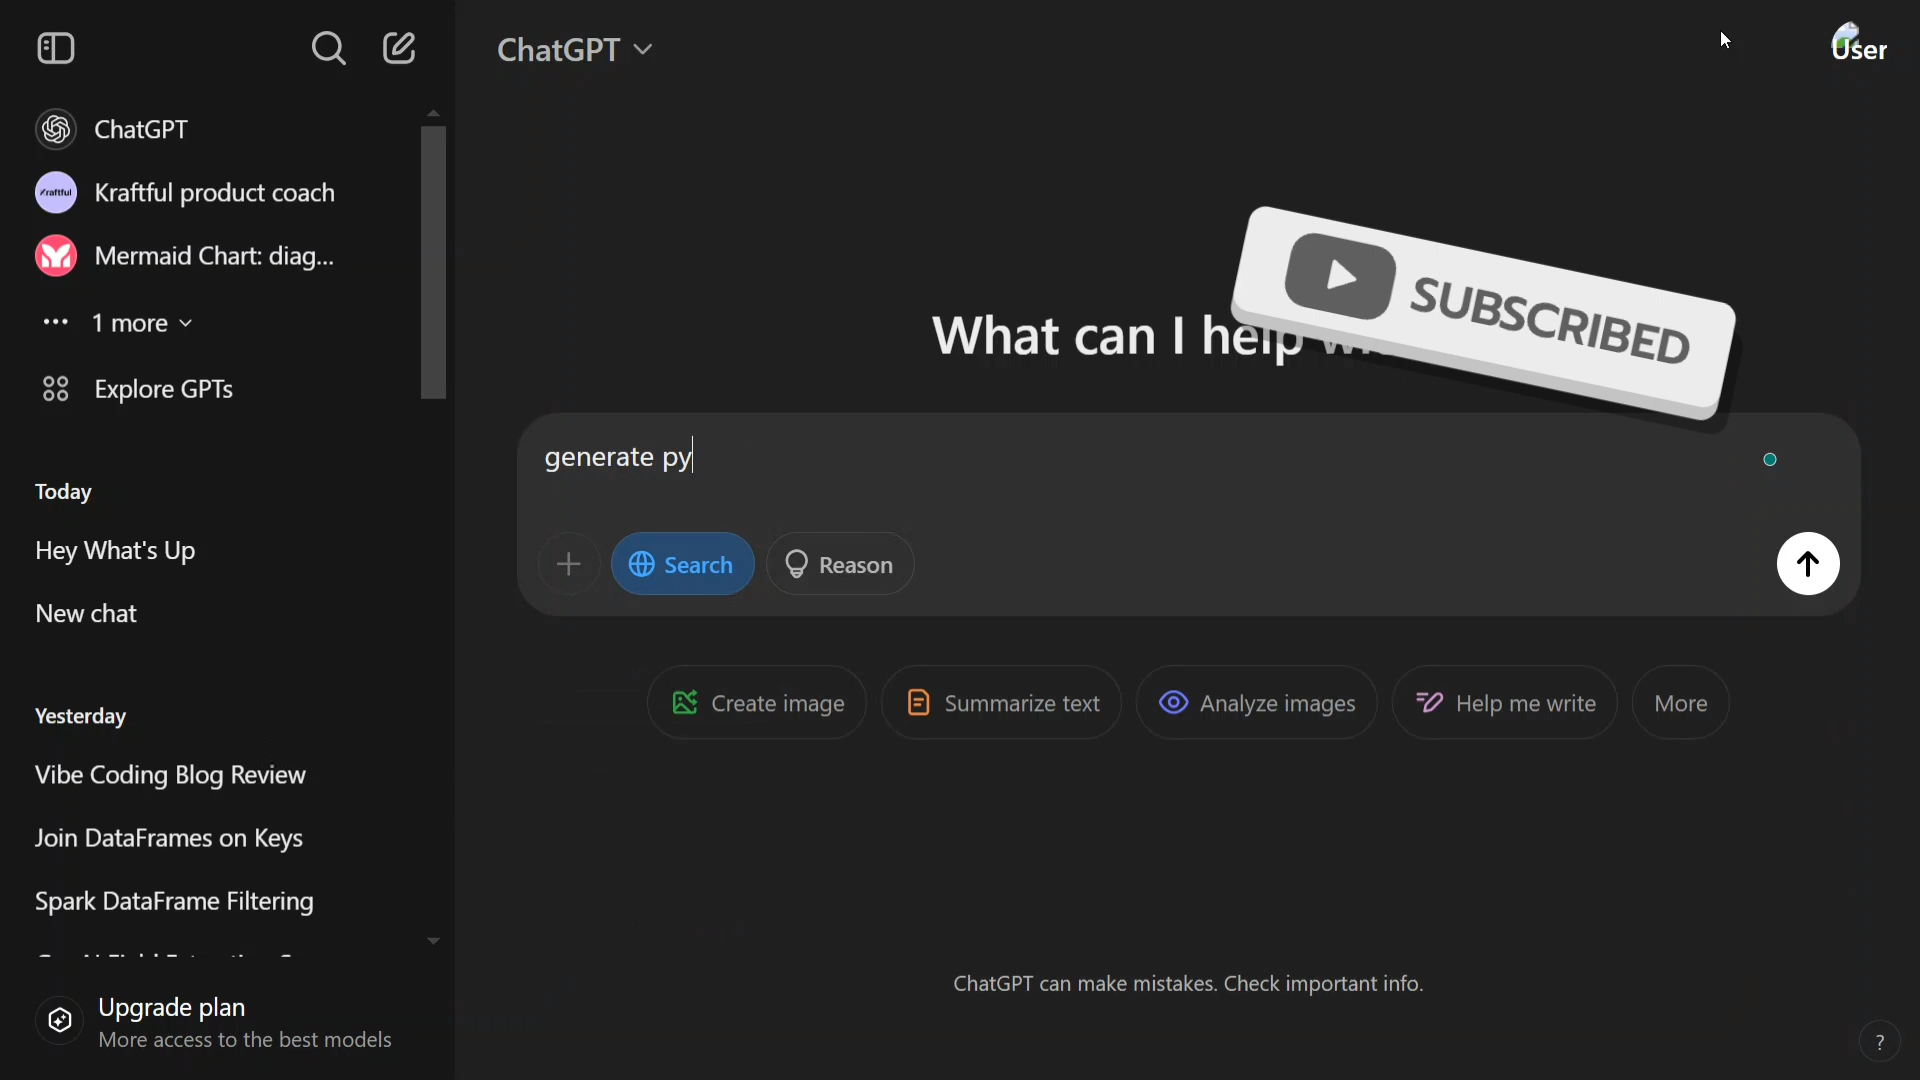 ChatGPT
User
ChatGPT
Kraftful
Kraftful product coach
Mermaid Chart: diag...
1 more
Explore GPTs
What can I help
SUBSCRIBED
generate py
Search
Reason
Today
Hey What's Up
New chat
Create image
Summarize text
Analyze images
Help me write
More
Yesterday
Vibe Coding Blog Review
Join DataFrames on Keys
Spark DataFrame Filtering
ChatGPT can make mistakes. Check important info.
Upgrade plan
More access to the best models
?